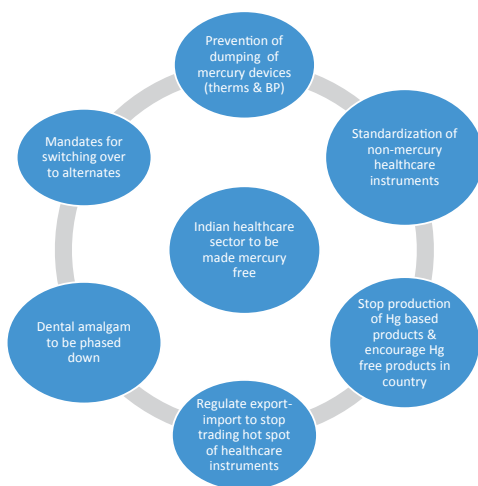 Prevention of
dumping of
mercury devices
(therms & BP)
Standardization of
non-mercury
healthcare
instruments
Stop production
of Hg based
products &
encourage Hg
free products in
country
Regulate export-
import to stop
trading hot spot
of healthcare
instruments
Dental amalgam
to be phased
down
Mandates for
switching over
to alternates
Indian healthcare
sector to be
made mercury
free